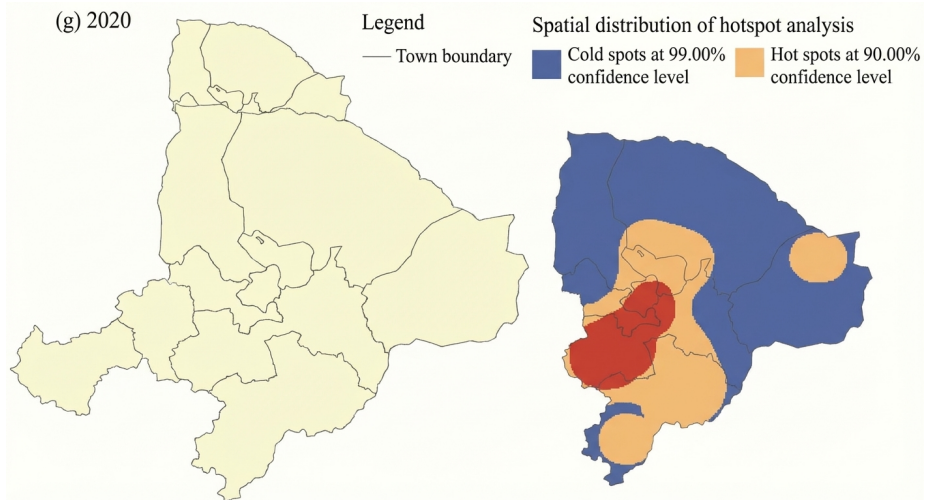 (g) 2020
Legend
Town boundary
Spatial distribution of hotspot analysis
Cold spots at 99.00%
confidence level
Hot spots at 90.00%
confidence level